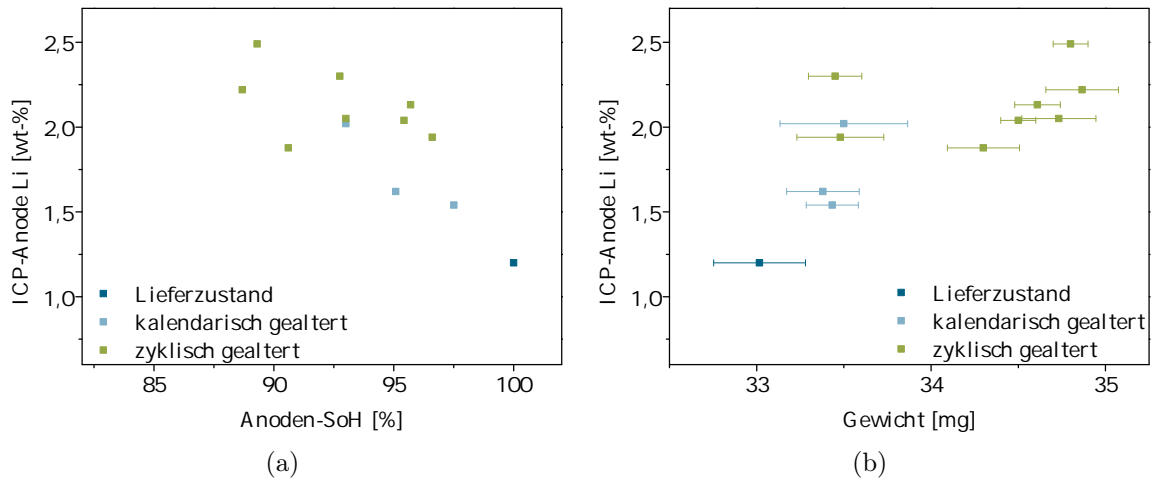 ICP-Anode Li [wt-%]
2,5
2,0
1,5
1,0
Lieferzustand
kalendarisch gealtert
zyklisch gealtert
85 90 95 100
Anoden-SoH [%]
(a)
ICP-Anode Li [wt-%]
2,5
2,0
1,5
1,0
Lieferzustand
kalendarisch gealtert
zyklisch gealtert
33 34 35
Gewicht [mg]
(b)